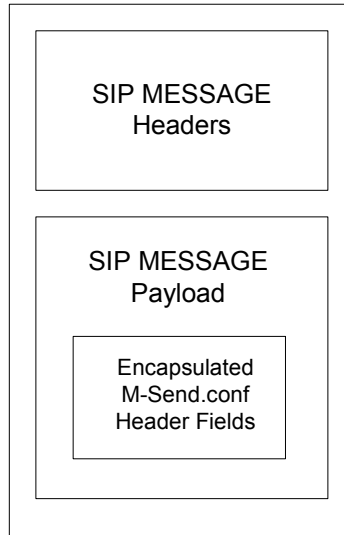 SIP MESSAGE
Headers
SIP MESSAGE
Payload
Encapsulated
M-Send.conf
Header Fields